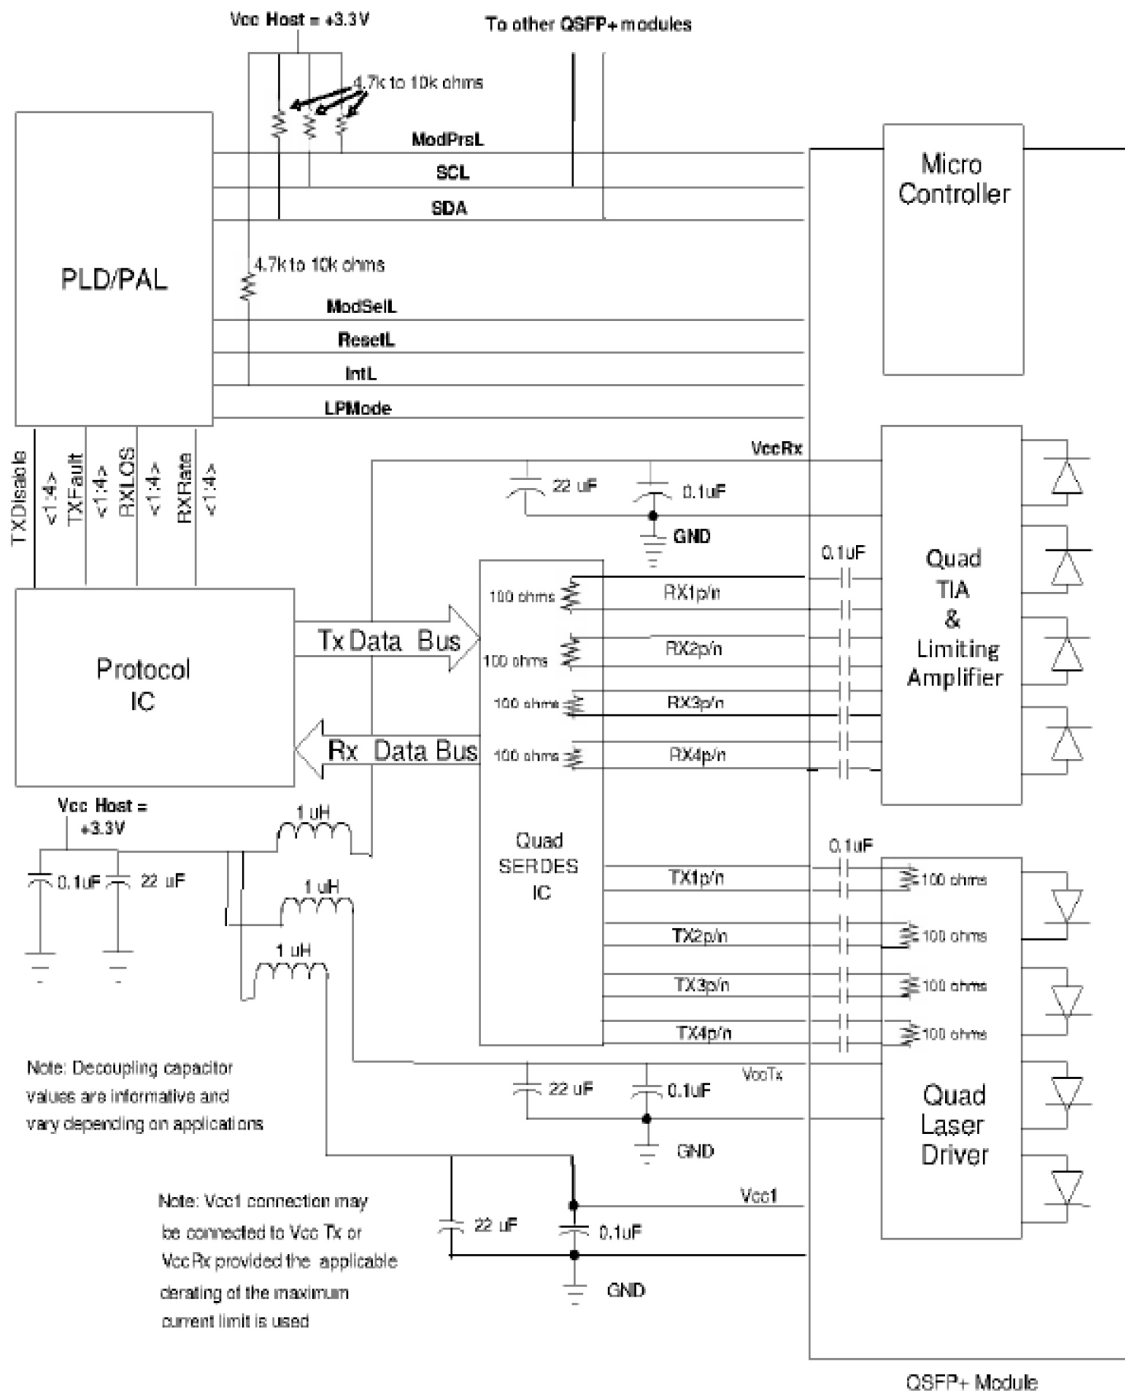 Vcc Host = +3.3V
To other QSFP+ modules
4.7k to 10k ohms
ModPrsL
SCL
SDA
Micro
Controller
PLD/PAL
4.7k to 10k ohms
ModSelL
ResetL
IntL
LPMode
TXDisable
<1:4>
TXFault
<1:4>
RXLOS
<1:4>
RXRate
<1:4>
VccRx
22 uF
0.1uF
GND
0.1uF
Quad
TIA
&
Limiting
Amplifier
100 ohms
RX1p/n
100 ohms
RX2p/n
100 ohms
RX3p/n
100 ohms
RX4p/n
Tx Data Bus
Protocol
IC
Rx Data Bus
Vcc Host =
+3.3V
1 uH
0.1uF
22 uF
1 uH
1 uH
Quad
SERDES
IC
0.1uF
TX1p/n
100 ohms
TX2p/n
100 ohms
TX3p/n
100 ohms
TX4p/n
100 ohms
Note: Decoupling capacitor
values are informative and
vary depending on applications
VccTx
22 uF
0.1uF
GND
Quad
Laser
Driver
Note: Vcc1 connection may
be connected to Vcc Tx or
VccRx provided the applicable
derating of the maximum
current limit is used
Vcc1
22 uF
0.1uF
GND
QSFP+ Module